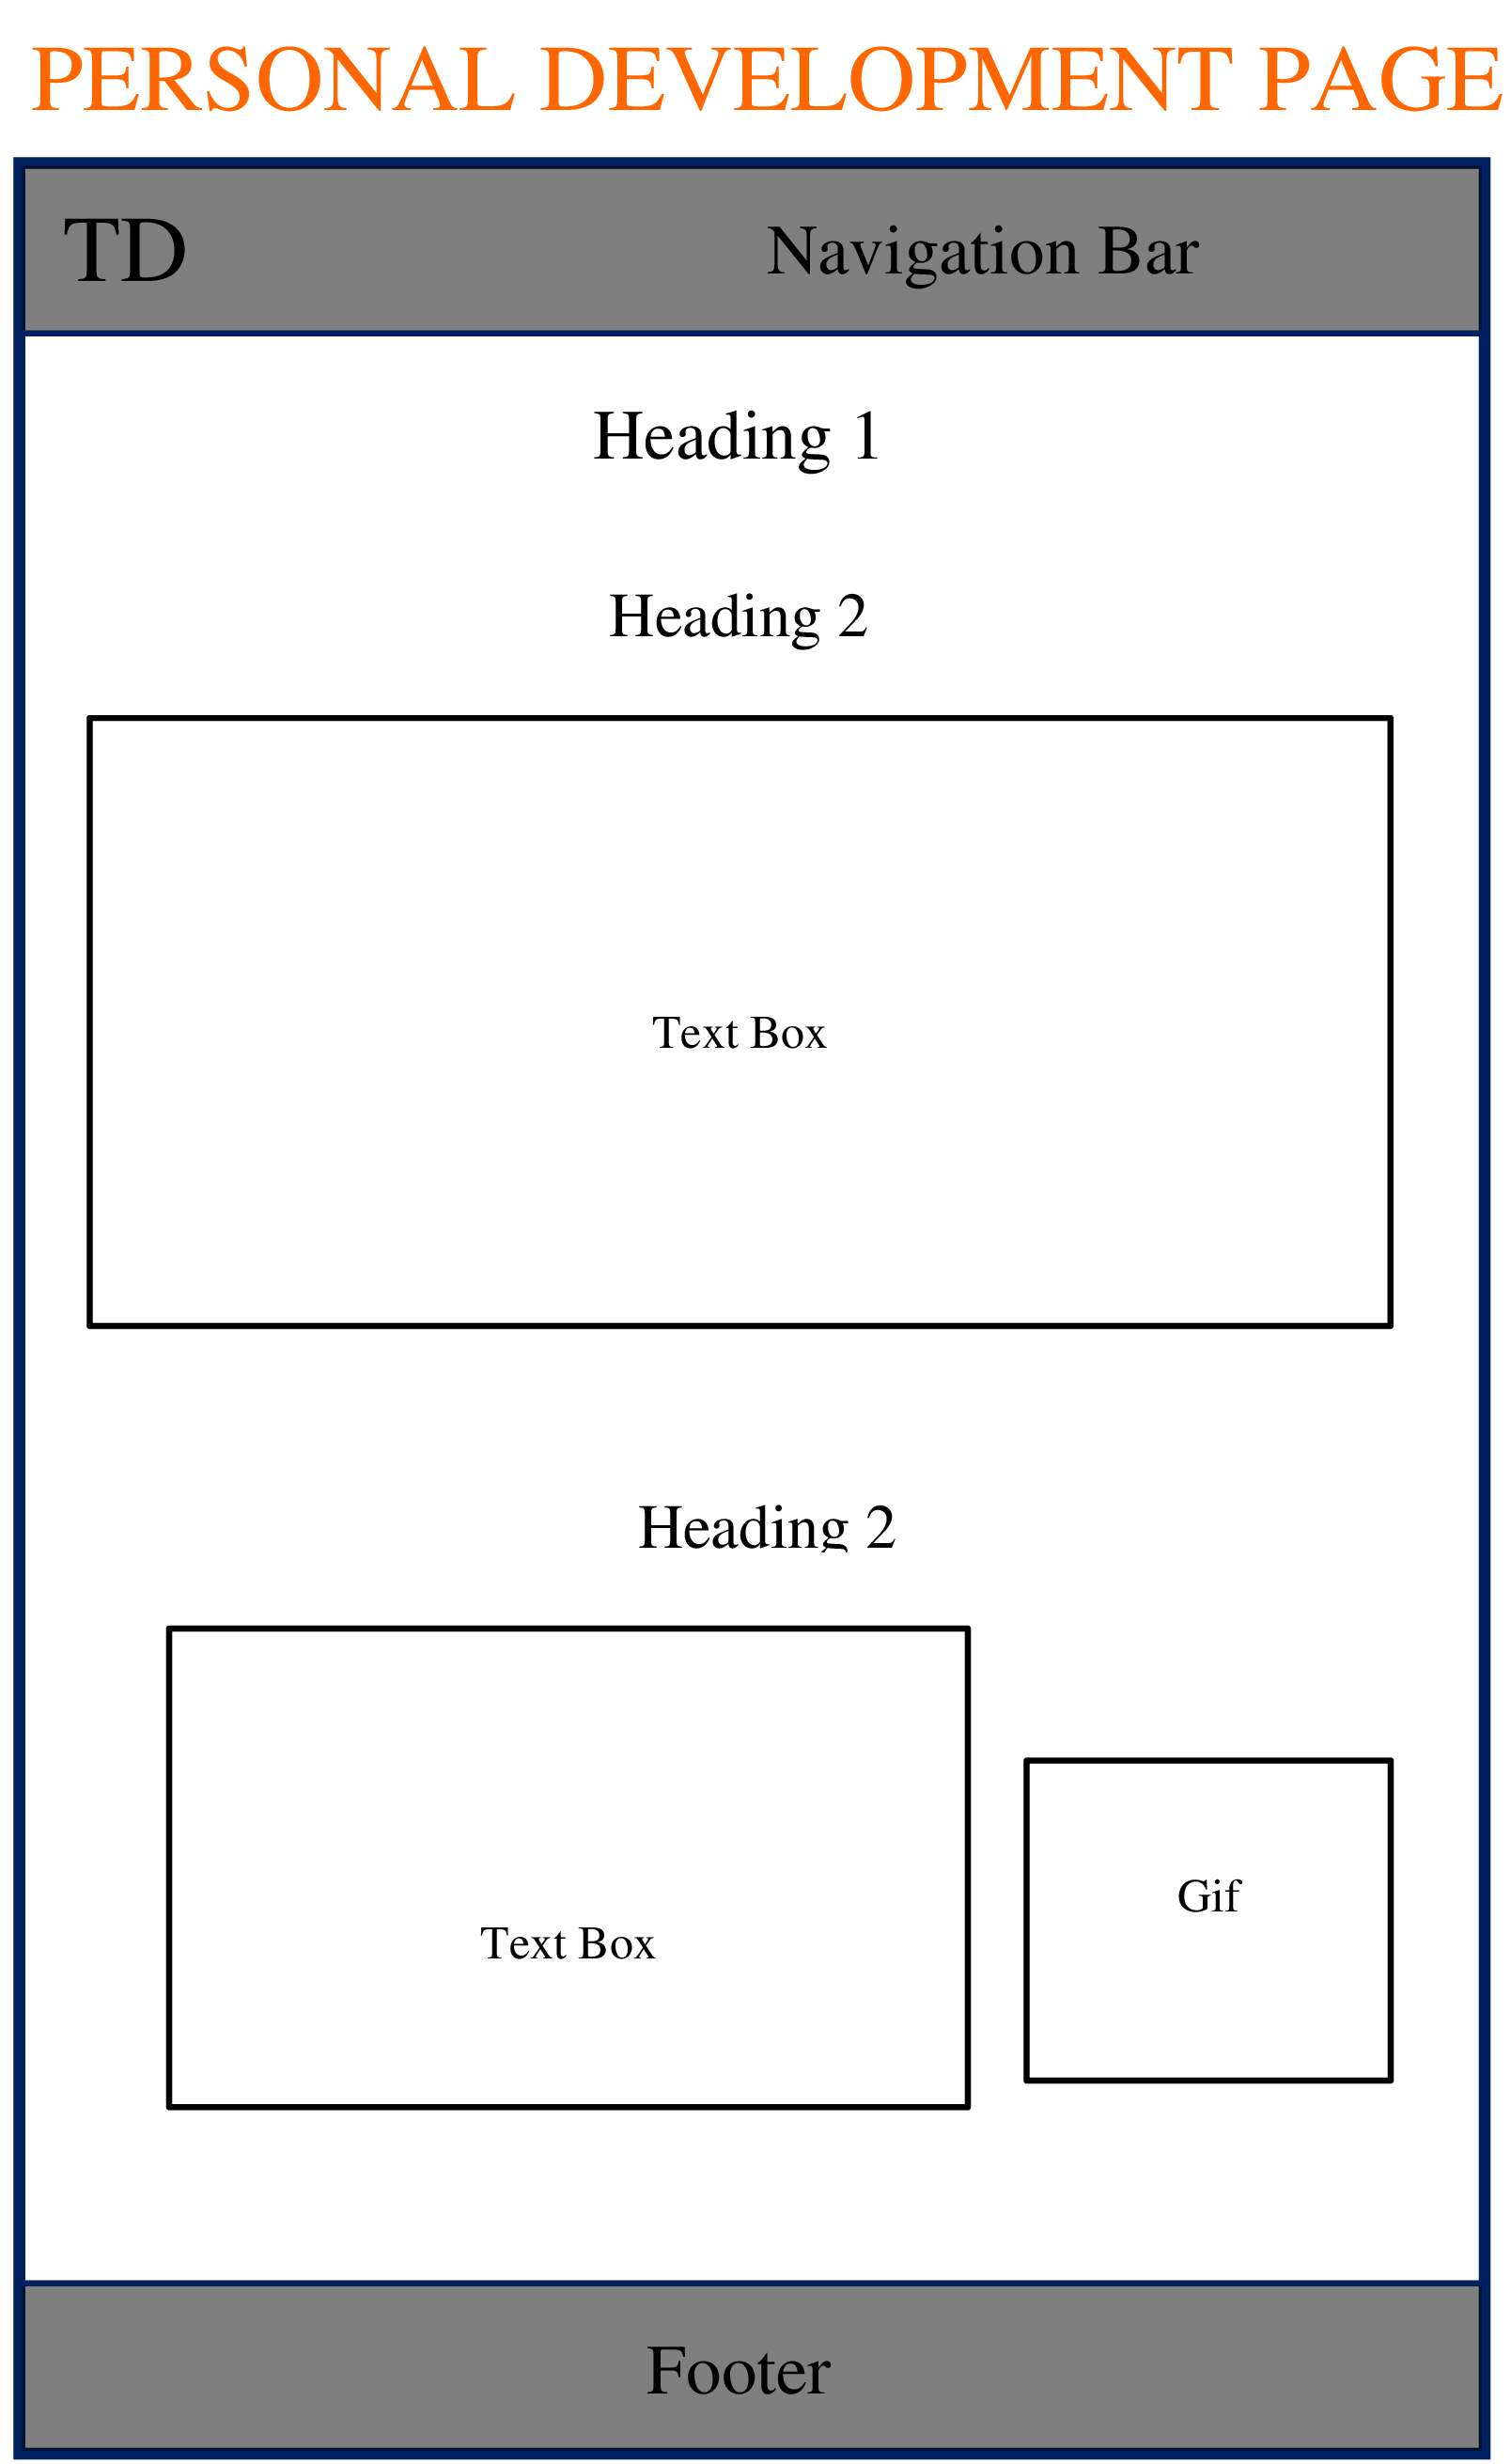 PERSONAL DEVELOPMENT PAGE
TD
Navigation Bar
Heading 1
Heading 2
Text Box
Heading 2
Text Box
Gif
Footer